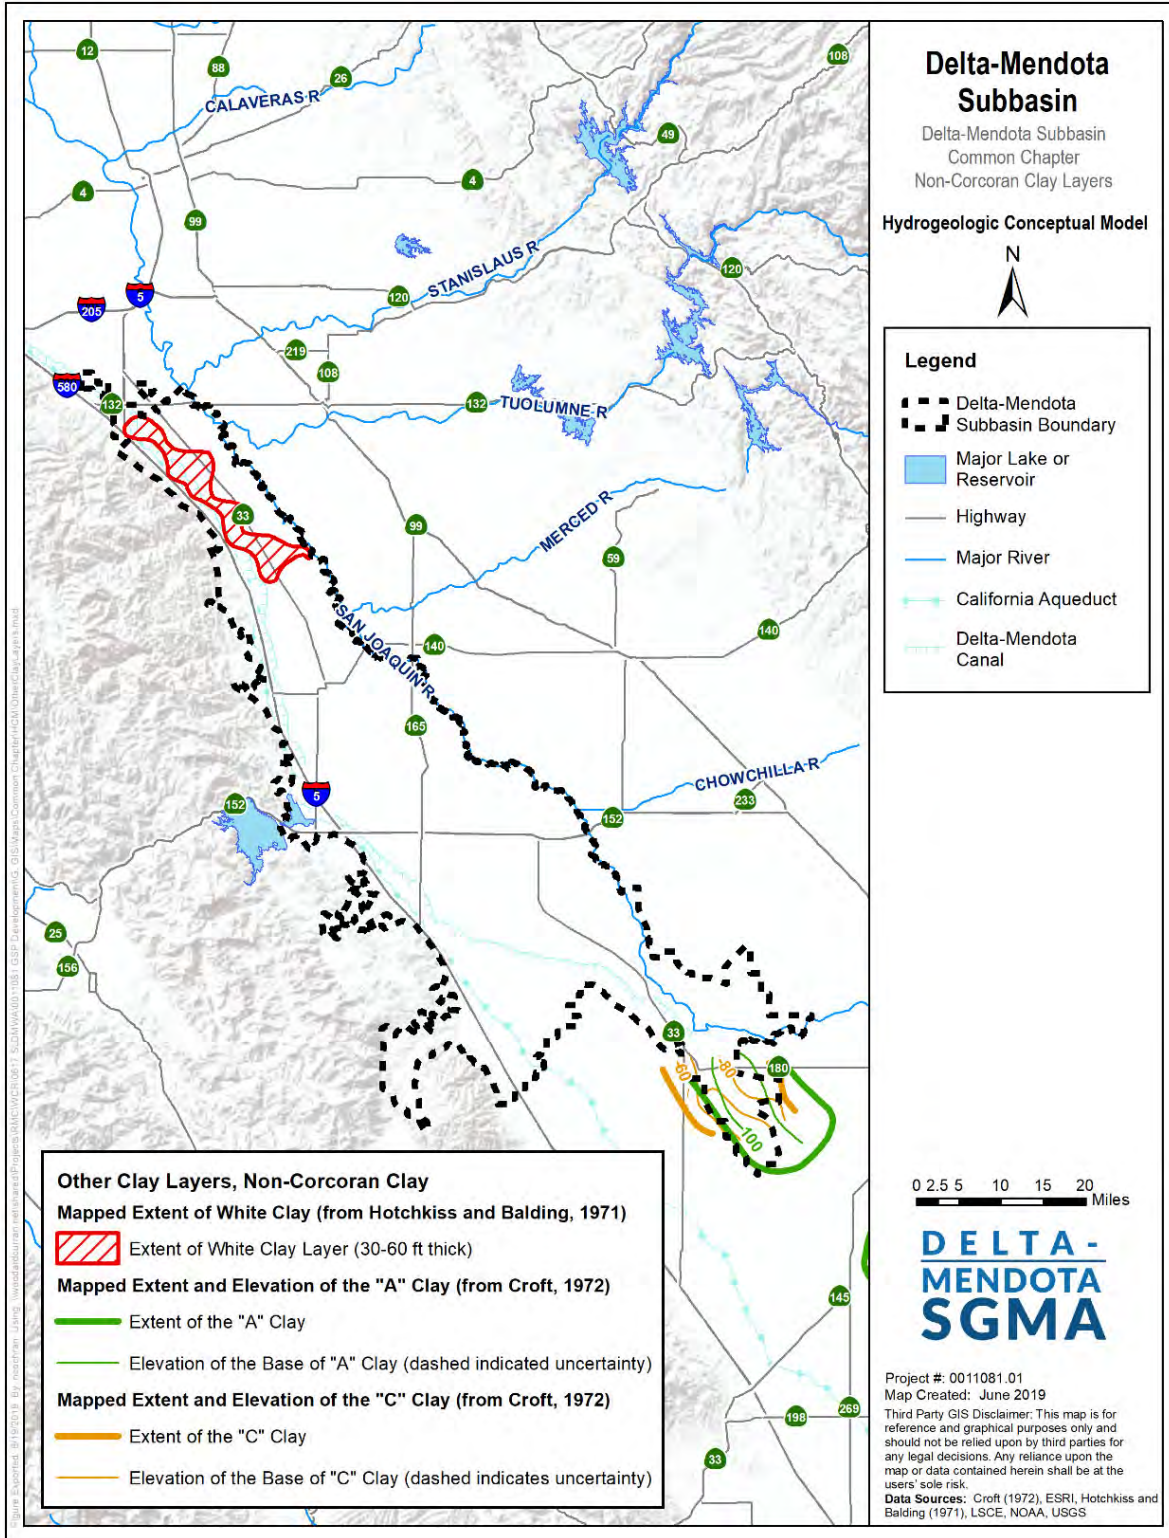 Delta-Mendota
Subbasin
Delta-Mendota Subbasin
Common Chapter
Non-Corcoran Clay Layers
Hydrogeologic Conceptual Model
N
Legend
Delta-Mendota
Subbasin Boundary
Major Lake or
Reservoir
Highway
Major River
California Aqueduct
Delta-Mendota
Canal
12
88
26
108
CALAVERAS R
49
4
4
99
STANISLAUS R
120
5
205
120
219
108
580
132
132
TUOLUMNE R
33
99
MERCED R
59
SAN JOAQUIN R
140
140
165
CHOWCHILLA R
5
152
233
152
25
156
33
-60
-80
180
100
145
198
269
33
Other Clay Layers, Non-Corcoran Clay
Mapped Extent of White Clay (from Hotchkiss and Balding, 1971)
Extent of White Clay Layer (30-60 ft thick)
Mapped Extent and Elevation of the "A" Clay (from Croft, 1972)
Extent of the "A" Clay
Elevation of the Base of "A" Clay (dashed indicated uncertainty)
Mapped Extent and Elevation of the "C" Clay (from Croft, 1972)
Extent of the "C" Clay
Elevation of the Base of "C" Clay (dashed indicates uncertainty)
0 2.5 5 10 15 20
Miles
DELTA-
MENDOTA
SGMA
Project #: 0011081.01
Map Created: June 2019
Third Party GIS Disclaimer: This map is for
reference and graphical purposes only and
should not be relied upon by third parties for
any legal decisions. Any reliance upon the
map or data contained herein shall be at the
users' sole risk.
Data Sources: Croft (1972), ESRI, Hotchkiss and
Balding (1971), LSCE, NOAA, USGS